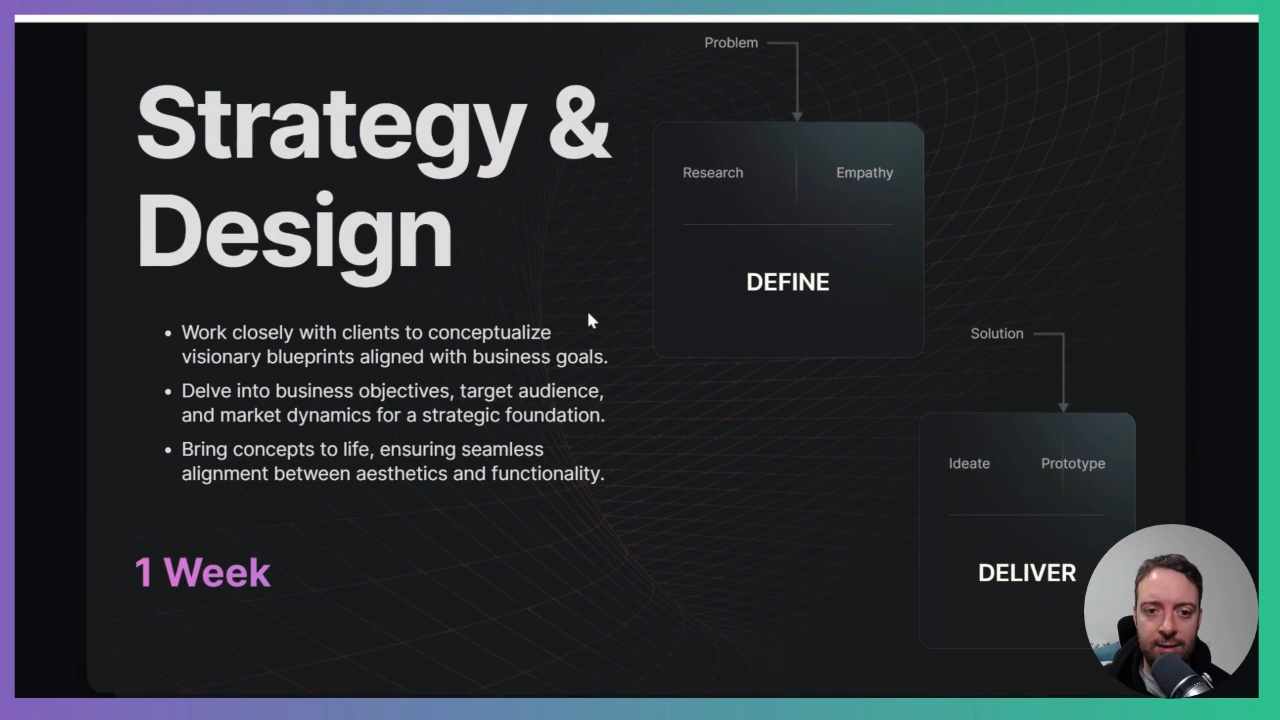 Strategy &
Design
• Work closely with clients to conceptualize
visionary blueprints aligned with business goals.
• Delve into business objectives, target audience,
and market dynamics for a strategic foundation.
• Bring concepts to life, ensuring seamless
alignment between aesthetics and functionality.
1 Week
Problem
Research Empathy
DEFINE
Solution
Ideate Prototype
DELIVER